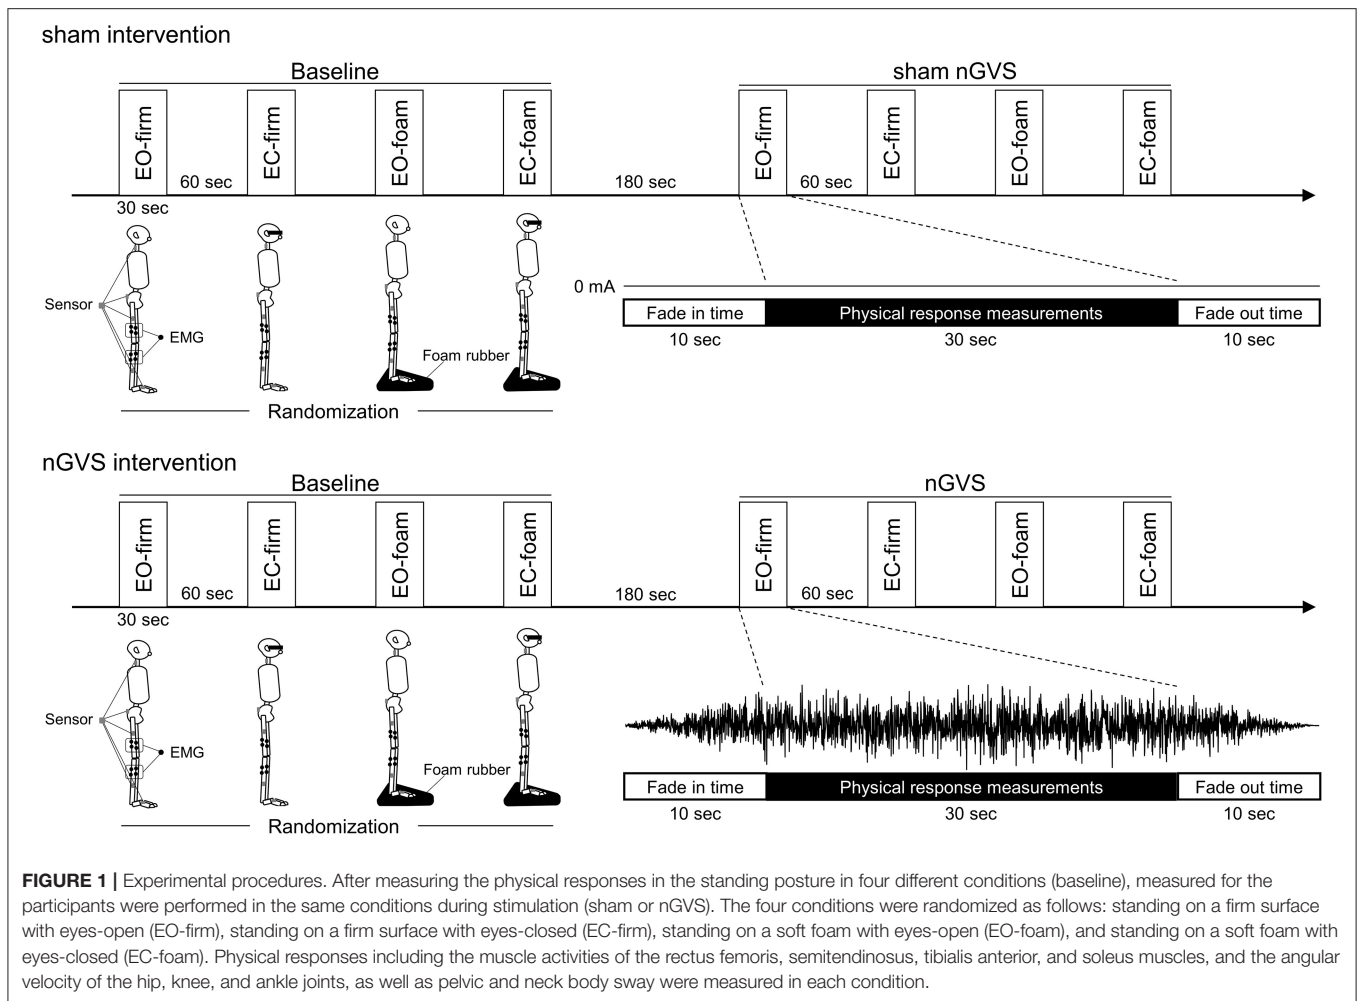 sham intervention
Baseline
sham nGVS
EO-firm
EC-firm
EO-foam
EC-foam
EO-firm
EC-firm
EO-foam
EC-foam
60 sec
180 sec
60 sec
30 sec
Sensor
EMG
Foam rubber
Randomization
0 mA
Fade in time
Physical response measurements
Fade out time
10 sec
30 sec
10 sec
nGVS intervention
Baseline
nGVS
EO-firm
EC-firm
EO-foam
EC-foam
EO-firm
EC-firm
EO-foam
EC-foam
60 sec
180 sec
60 sec
30 sec
Sensor
EMG
Foam rubber
Randomization
Fade in time
Physical response measurements
Fade out time
10 sec
30 sec
10 sec
FIGURE 1 | Experimental procedures. After measuring the physical responses in the standing posture in four different conditions (baseline), measured for the
participants were performed in the same conditions during stimulation (sham or nGVS). The four conditions were randomized as follows: standing on a firm surface
with eyes-open (EO-firm), standing on a firm surface with eyes-closed (EC-firm), standing on a soft foam with eyes-open (EO-foam), and standing on a soft foam with
eyes-closed (EC-foam). Physical responses including the muscle activities of the rectus femoris, semitendinosus, tibialis anterior, and soleus muscles, and the angular
velocity of the hip, knee, and ankle joints, as well as pelvic and neck body sway were measured in each condition.